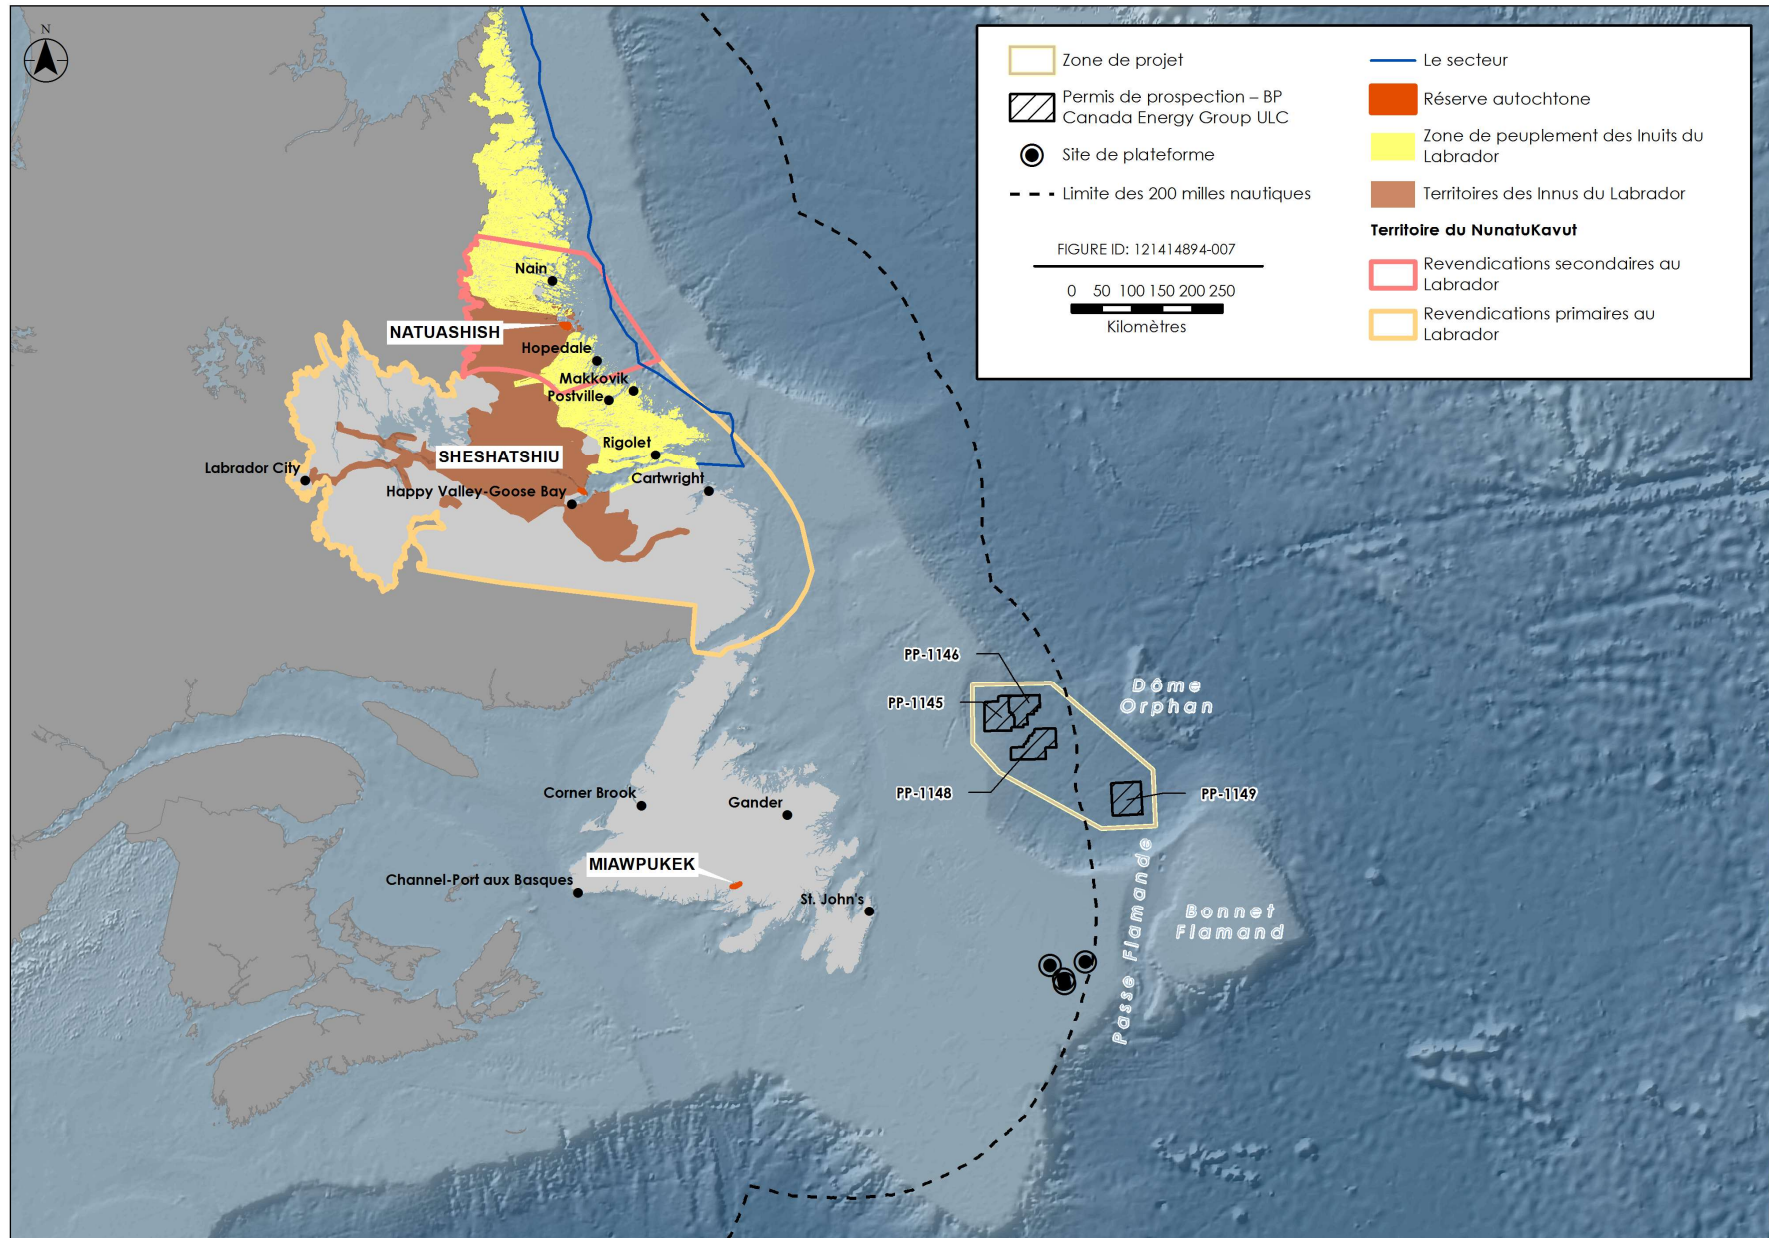 N
Zone de projet
Permis de prospection – BP
Canada Energy Group ULC
Site de plateforme
Limite des 200 milles nautiques
FIGURE ID: 121414894-007
0 50 100 150 200 250
Kilomètres
Le secteur
Réserve autochtone
Zone de peuplement des Inuits du
Labrador
Territoires des Innus du Labrador
Territoire du NunatuKavut
Revendications secondaires au
Labrador
Revendications primaires au
Labrador
Nain
NATUASHISH
Hopedale
Makkovik
Postville
Rigolet
SHESHATSHIU
Labrador City
Cartwright
Happy Valley-Goose Bay
PP-1146
PP-1145
Dôme
Orphan
PP-1148
PP-1149
Corner Brook
Gander
MIAWPUKEK
Channel-Port aux Basques
St. John's
Passe Flamande
Bonnet
Flamand